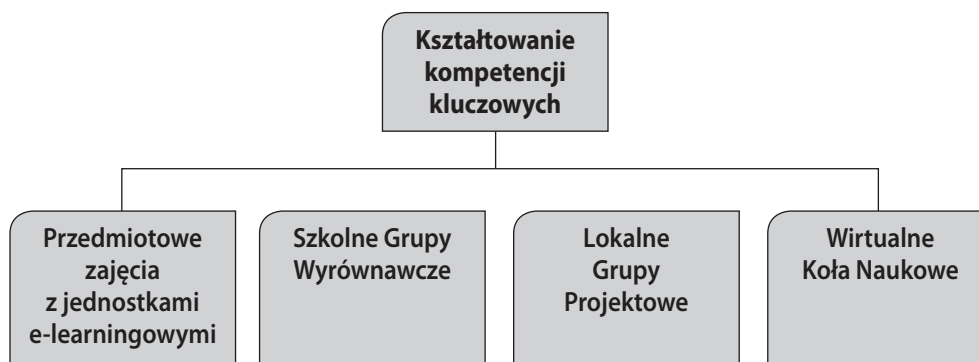 Kształtowanie
kompetencji
kluczowych
Przedmiotowe
zajęcia
z jednostkami
e-learningowymi
Szkolne Grupy
Wyrównawcze
Lokalne
Grupy
Projektowe
Wirtualne
Koła Naukowe